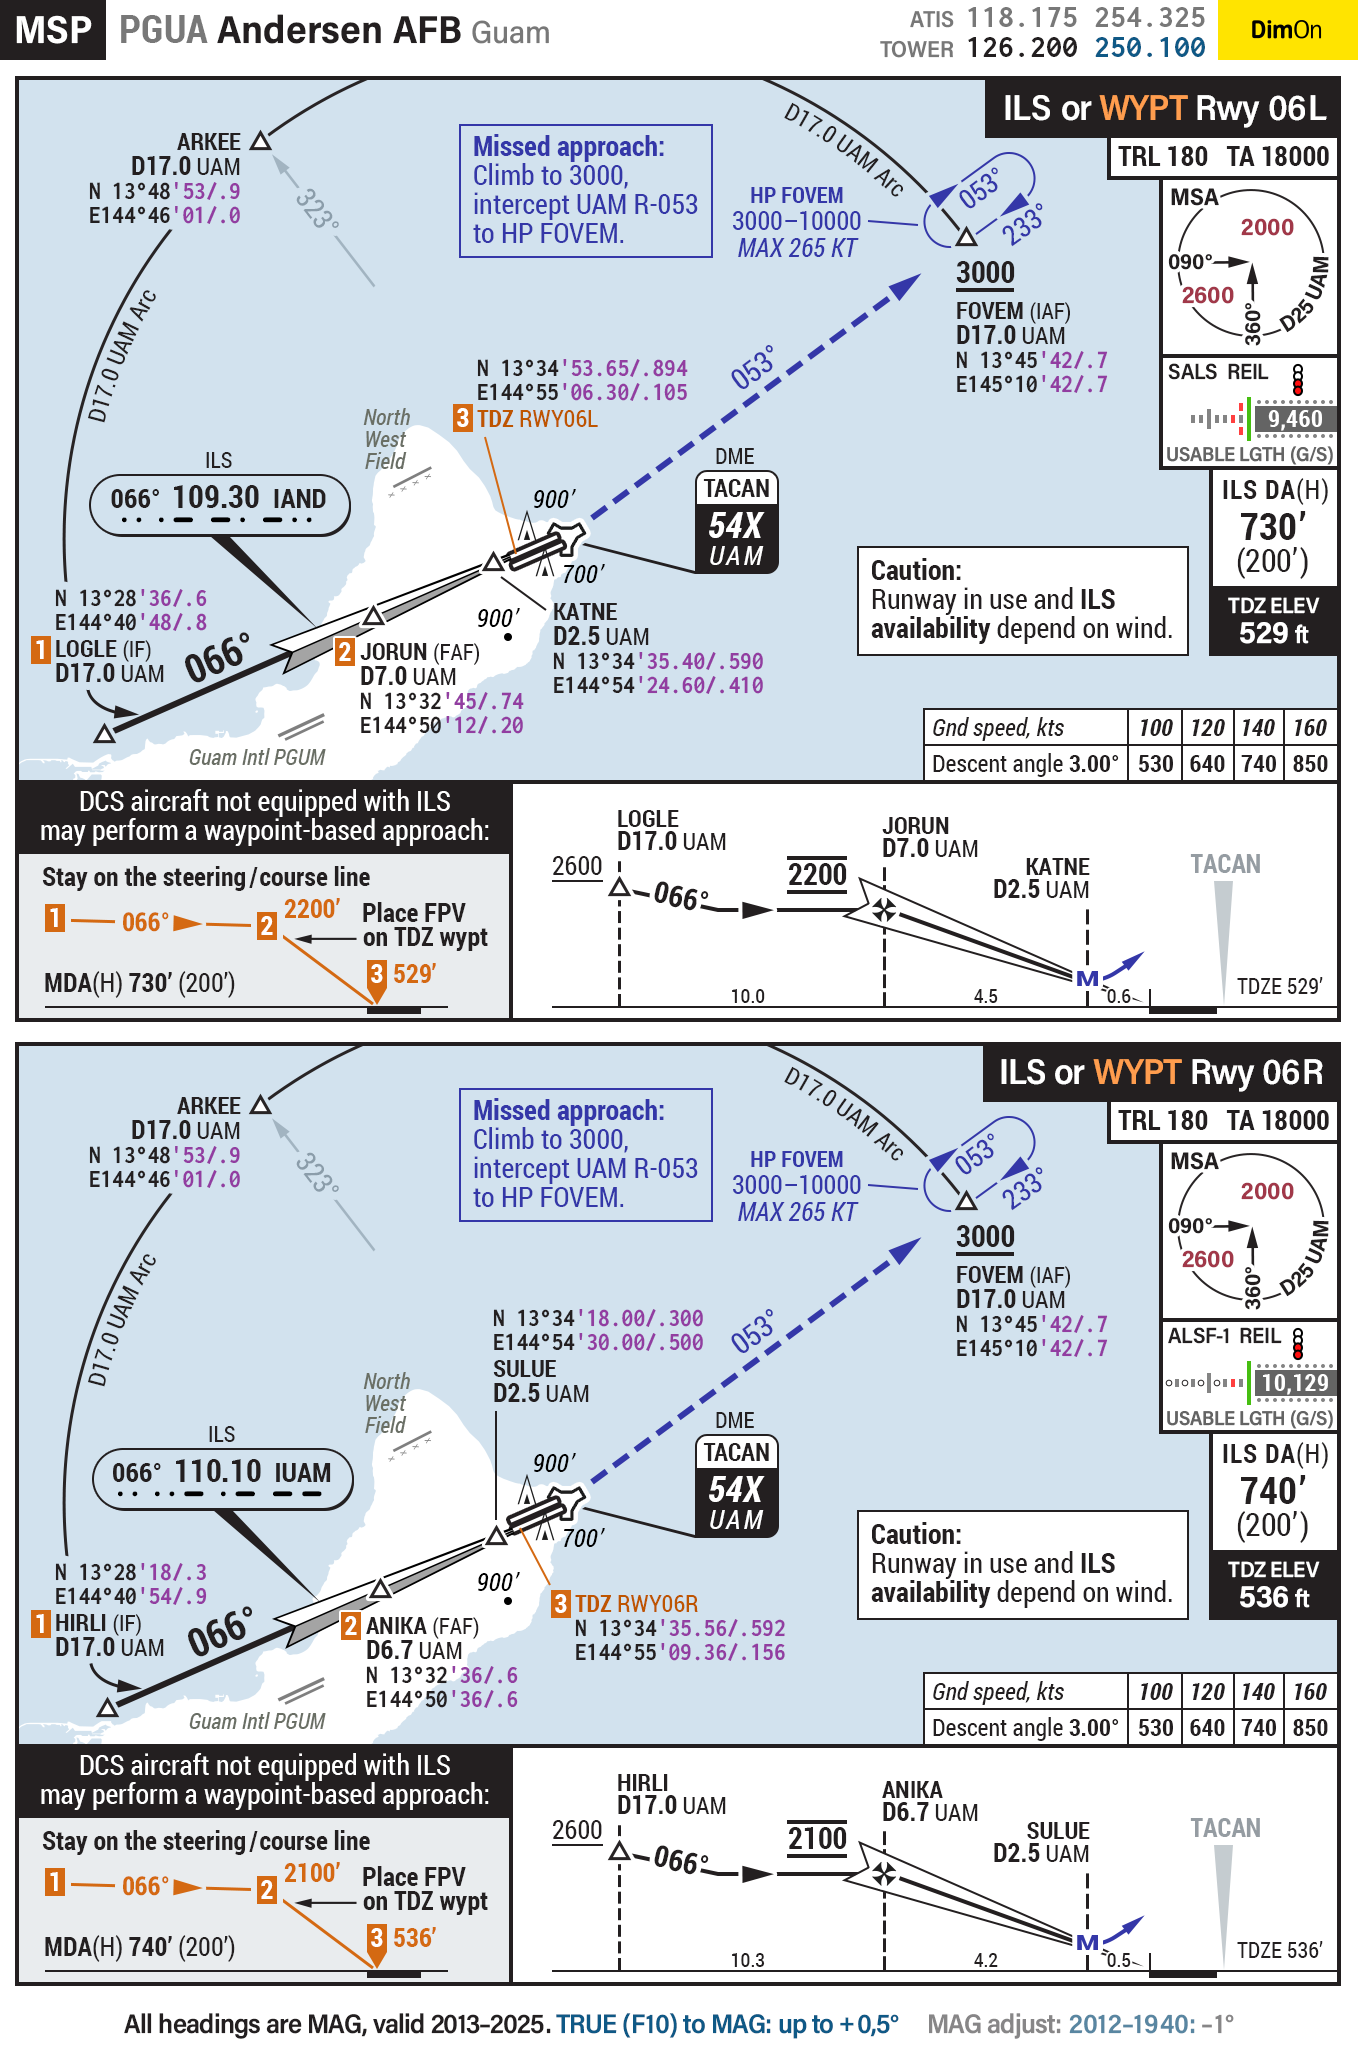 MSP PGUA Andersen AFB Guam
ATIS 118.175 254.325
TOWER 126.200 250.100
DimOn
ILS or WYPT Rwy 06L
TRL 180 TA 18000
MSA
2000
090°
2600
360°
D25 UAM
SALS REIL
9,460
USABLE LGTH (G/S)
ILS DA(H)
730′
(200′)
TDZ ELEV
529 ft
ARKEE
D17.0 UAM
N 13°48'53/.9
E144°46'01/.0
323°
D17.0 UAM Arc
Missed approach:
Climb to 3000,
intercept UAM R-053
to HP FOVEM.
D17.0 UAM Arc
HP FOVEM
3000–10000
MAX 265 KT
053°
233°
3000
FOVEM (IAF)
D17.0 UAM
N 13°45'42/.7
E145°10'42/.7
053°
N 13°34'53.65/.894
E144°55'06.30/.105
3 TDZ RWY06L
North
West
Field
ILS
066° 109.30 IAND
DME
TACAN
54X
UAM
900′
700′
900′
KATNE
D2.5 UAM
N 13°34'35.40/.590
E144°54'24.60/.410
N 13°28'36/.6
E144°40'48/.8
1 LOGLE (IF)
D17.0 UAM
066°
2 JORUN (FAF)
D7.0 UAM
N 13°32'45/.74
E144°50'12/.20
Guam Intl PGUM
Caution:
Runway in use and ILS
availability depend on wind.
Gnd speed, kts 100 120 140 160
Descent angle 3.00° 530 640 740 850
DCS aircraft not equipped with ILS
may perform a waypoint-based approach:
Stay on the steering/course line
1 066° 2 2200′
Place FPV
on TDZ wypt
3 529′
MDA(H) 730′ (200′)
LOGLE
D17.0 UAM
2600
066°
2200
JORUN
D7.0 UAM
KATNE
D2.5 UAM
TACAN
M
TDZE 529′
10.0 4.5 0.6
ILS or WYPT Rwy 06R
TRL 180 TA 18000
MSA
2000
090°
2600
360°
D25 UAM
ALSF-1 REIL
10,129
USABLE LGTH (G/S)
ILS DA(H)
740′
(200′)
TDZ ELEV
536 ft
ARKEE
D17.0 UAM
N 13°48'53/.9
E144°46'01/.0
323°
D17.0 UAM Arc
Missed approach:
Climb to 3000,
intercept UAM R-053
to HP FOVEM.
D17.0 UAM Arc
HP FOVEM
3000–10000
MAX 265 KT
053°
233°
3000
FOVEM (IAF)
D17.0 UAM
N 13°45'42/.7
E145°10'42/.7
053°
N 13°34'18.00/.300
E144°54'30.00/.500
SULUE
D2.5 UAM
North
West
Field
ILS
066° 110.10 IUAM
DME
TACAN
54X
UAM
900′
700′
900′
3 TDZ RWY06R
N 13°34'35.56/.592
E144°55'09.36/.156
N 13°28'18/.3
E144°40'54/.9
1 HIRLI (IF)
D17.0 UAM
066°
2 ANIKA (FAF)
D6.7 UAM
N 13°32'36/.6
E144°50'36/.6
Guam Intl PGUM
Caution:
Runway in use and ILS
availability depend on wind.
Gnd speed, kts 100 120 140 160
Descent angle 3.00° 530 640 740 850
DCS aircraft not equipped with ILS
may perform a waypoint-based approach:
Stay on the steering/course line
1 066° 2 2100′
Place FPV
on TDZ wypt
3 536′
MDA(H) 740′ (200′)
HIRLI
D17.0 UAM
2600
066°
2100
ANIKA
D6.7 UAM
SULUE
D2.5 UAM
TACAN
M
TDZE 536′
10.3 4.2 0.5
All headings are MAG, valid 2013–2025. TRUE (F10) to MAG: up to +0,5° MAG adjust: 2012–1940: –1°